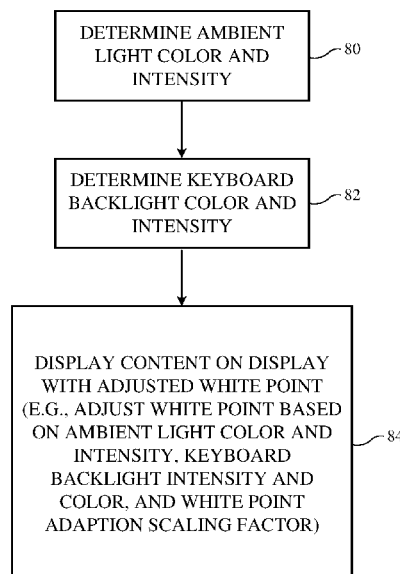 DETERMINE AMBIENT
LIGHT COLOR AND
INTENSITY
80
DETERMINE KEYBOARD
BACKLIGHT COLOR AND
INTENSITY
82
DISPLAY CONTENT ON DISPLAY
WITH ADJUSTED WHITE POINT
(E.G., ADJUST WHITE POINT BASED
ON AMBIENT LIGHT COLOR AND
INTENSITY, KEYBOARD
BACKLIGHT INTENSITY AND
COLOR, AND WHITE POINT
ADAPTION SCALING FACTOR)
84